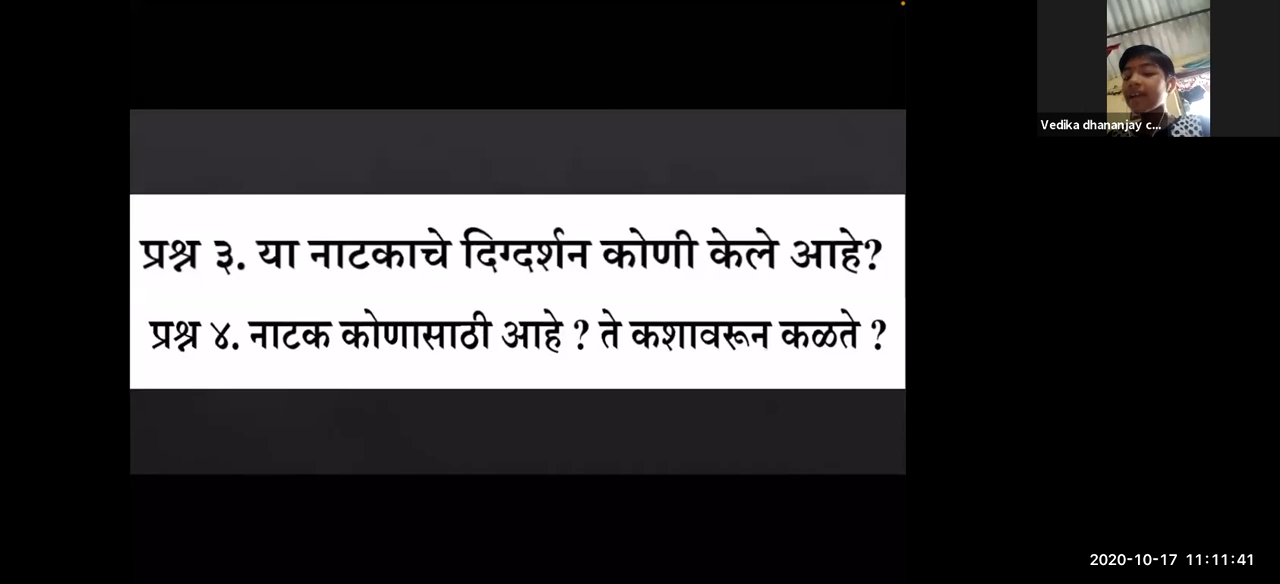 प्रश्न ३. या नाटकाचे दिग्दर्शन कोणी केले आहे?
प्रश्न ४. नाटक कोणासाठी आहे ? ते कशावरून कळते ?
Vedika dhananjay c...
2020-10-17 11:11:41